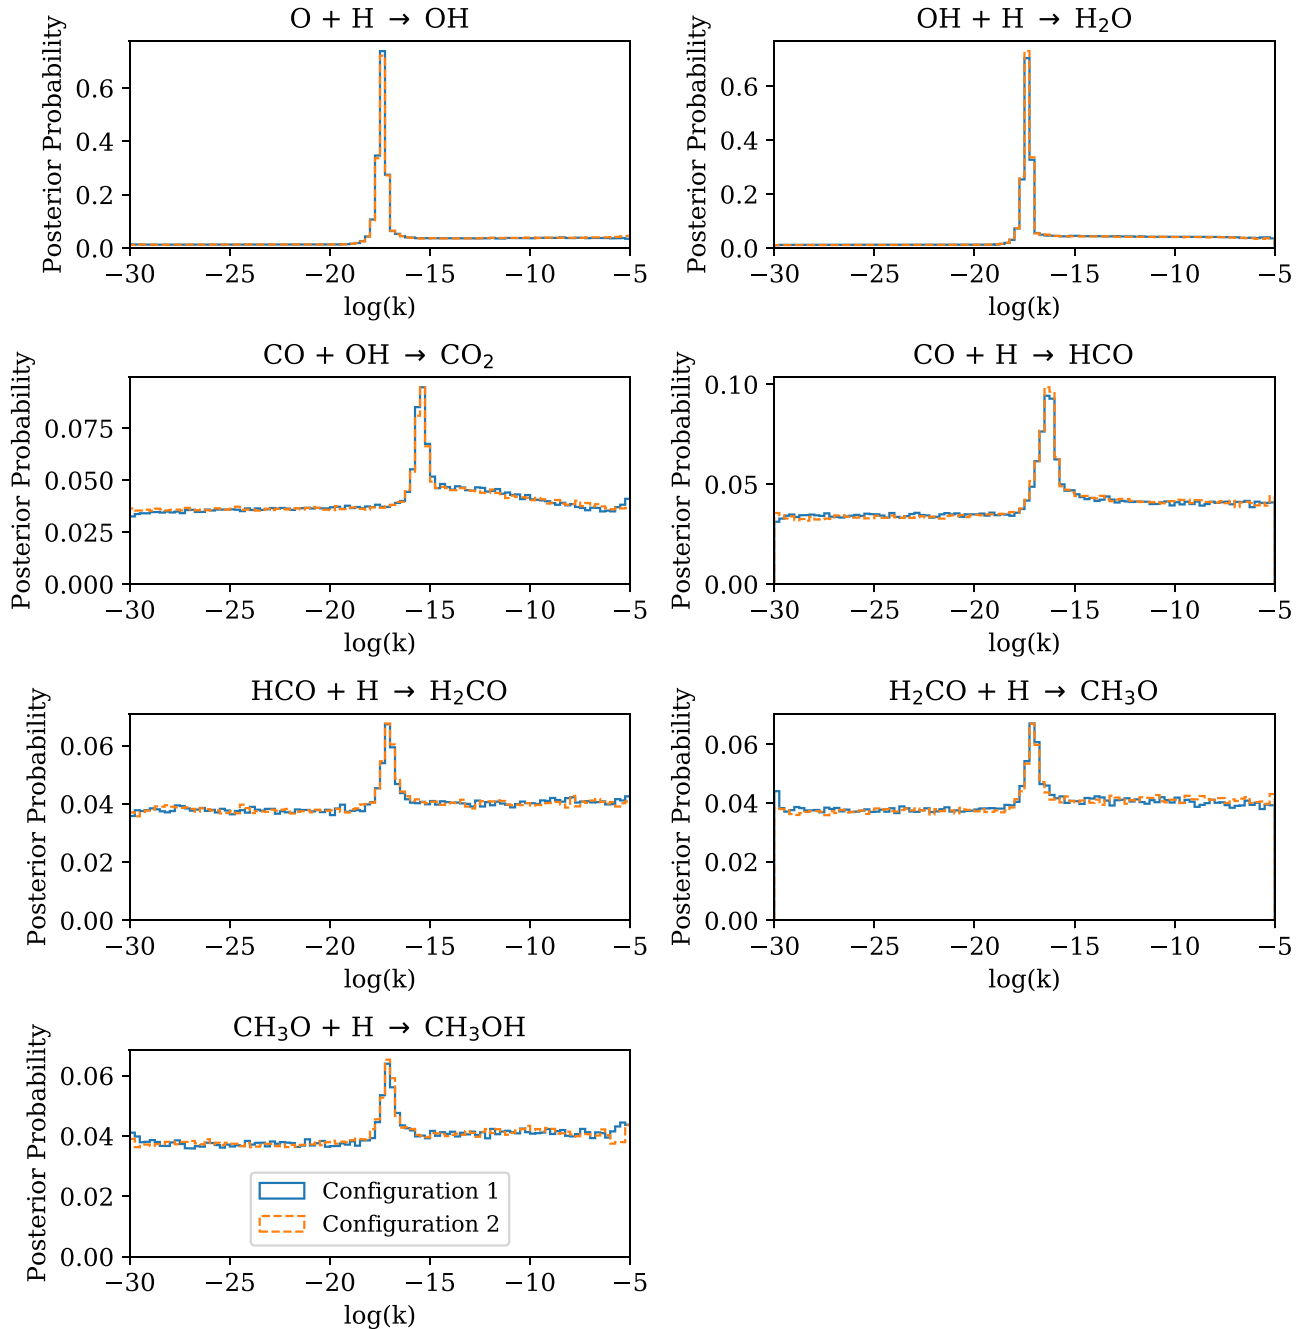 O + H → OH
Posterior Probability
0.6
0.4
0.2
0.0
−30 −25 −20 −15 −10 −5
log(k)
OH + H → H₂O
Posterior Probability
0.6
0.4
0.2
0.0
−30 −25 −20 −15 −10 −5
log(k)
CO + OH → CO₂
Posterior Probability
0.075
0.050
0.025
0.000
−30 −25 −20 −15 −10 −5
log(k)
CO + H → HCO
Posterior Probability
0.10
0.05
0.00
−30 −25 −20 −15 −10 −5
log(k)
HCO + H → H₂CO
Posterior Probability
0.06
0.04
0.02
0.00
−30 −25 −20 −15 −10 −5
log(k)
H₂CO + H → CH₃O
Posterior Probability
0.06
0.04
0.02
0.00
−30 −25 −20 −15 −10 −5
log(k)
CH₃O + H → CH₃OH
Posterior Probability
0.06
0.04
0.02
0.00
Configuration 1
Configuration 2
−30 −25 −20 −15 −10 −5
log(k)